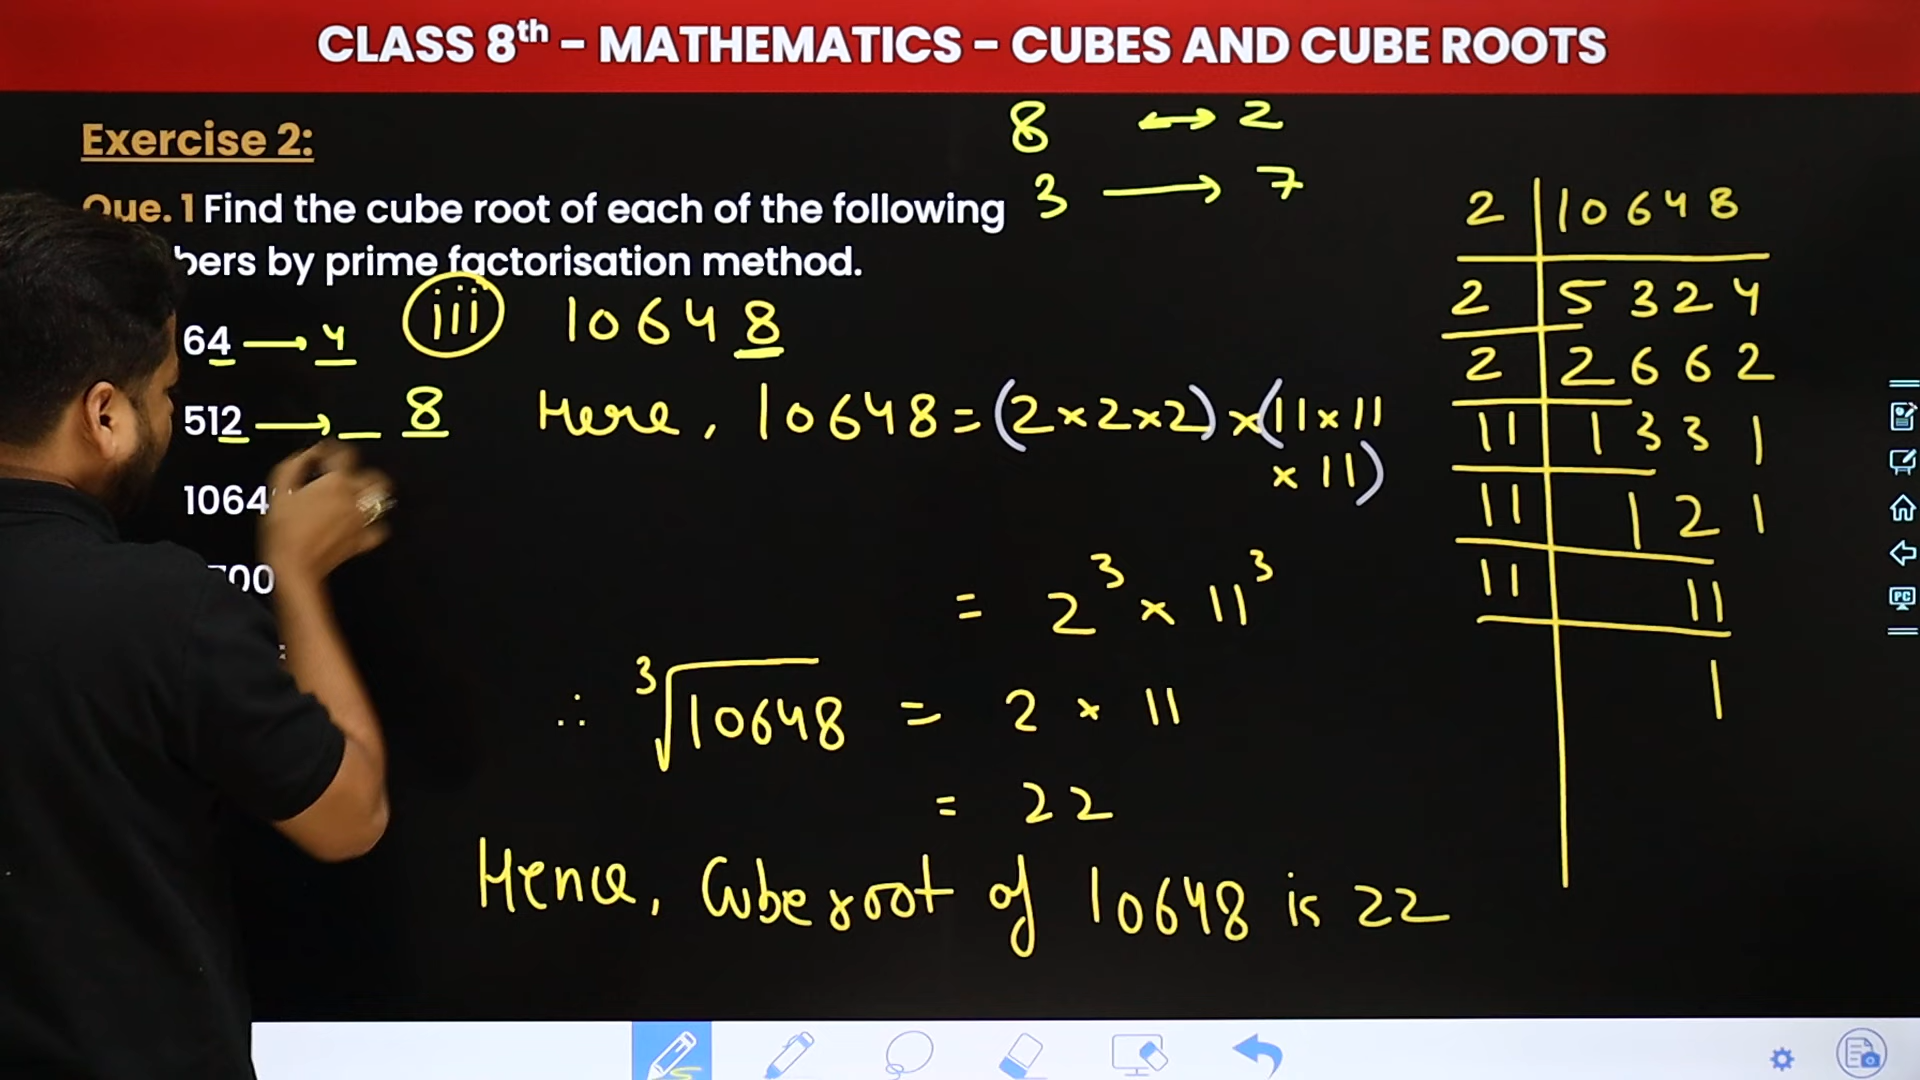 CLASS 8th - MATHEMATICS - CUBES AND CUBE ROOTS
Exercise 2:
8 ↔ 2
3 → 7
Que. 1 Find the cube root of each of the following
bers by prime factorisation method.
64 → 4
512 → _ 8
1064
700
iii 10648
Here, 10648 = (2×2×2) × (11×11
× 11)
= 2³ × 11³
∴ ³√10648 = 2 × 11
= 22
Hence, Cube root of 10648 is 22
2 | 10648
2 | 5324
2 | 2662
11 | 1331
11 | 121
11 | 11
1
PC